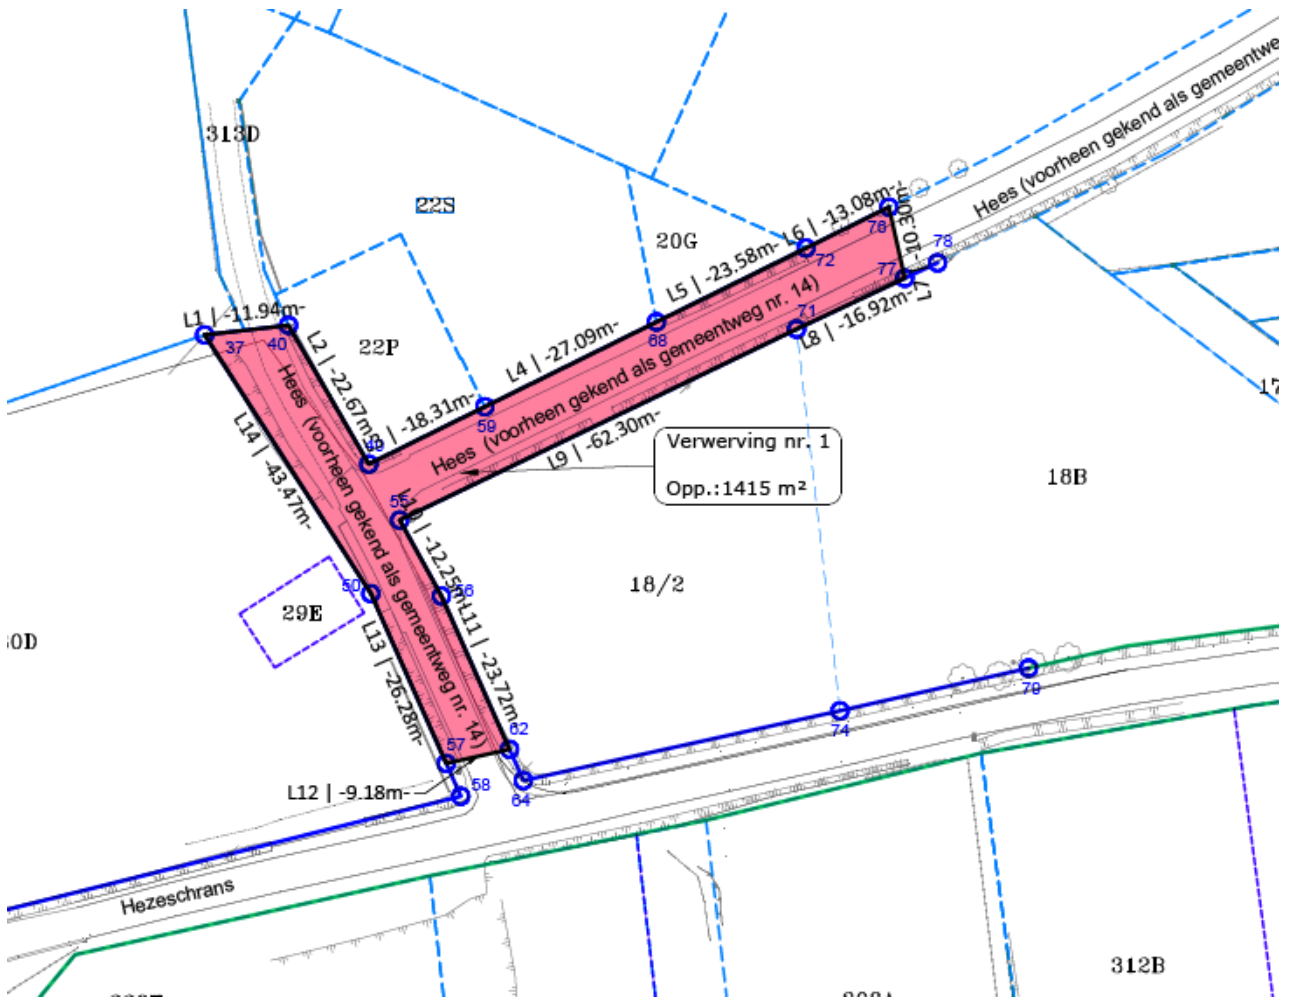 313D
22S
20G
Hees (voorheen gekend als gemeentwe
L6 | -13.08m-
76
-10.30m-
L7
78
77
72
L5 | -23.58m-
68
71
L8 | -16.92m-
L1 | -11.94m-
37
40
L2 | -22.67m-
22P
L4 | -27.09m-
-18.31m-
59
49
Hees (voorheen gekend als gemeentweg nr. 14)
Hees (voorheen gekend als gemeentweg nr. 14)
L9 | -62.30m-
Verwerving nr. 1
Opp.:1415 m²
17
18B
L14 | -43.47m-
55
L10 | -12.25m-
56
50
29E
18/2
L11 | -23.72m-
L13 | -26.28m-
62
57
58
64
L12 | -9.18m-
74
79
Hezeschrans
312B